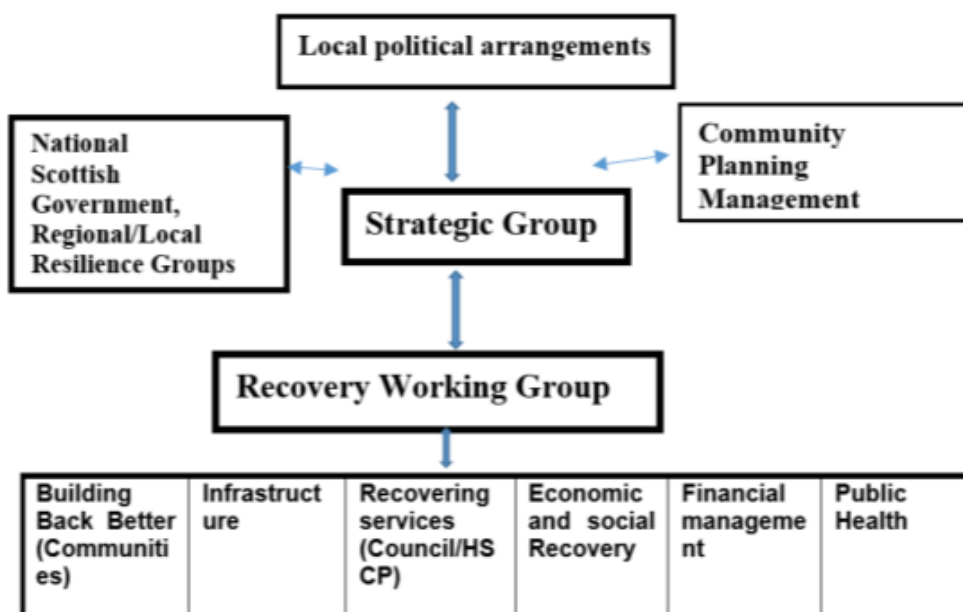 Local political arrangements
National
Scottish
Government,
Regional/Local
Resilience Groups
Community
Planning
Management
Strategic Group
Recovery Working Group
Building
Back Better
(Communiti
es)
Infrastruct
ure
Recovering
services
(Council/HS
CP)
Economic
and social
Recovery
Financial
manageme
nt
Public
Health